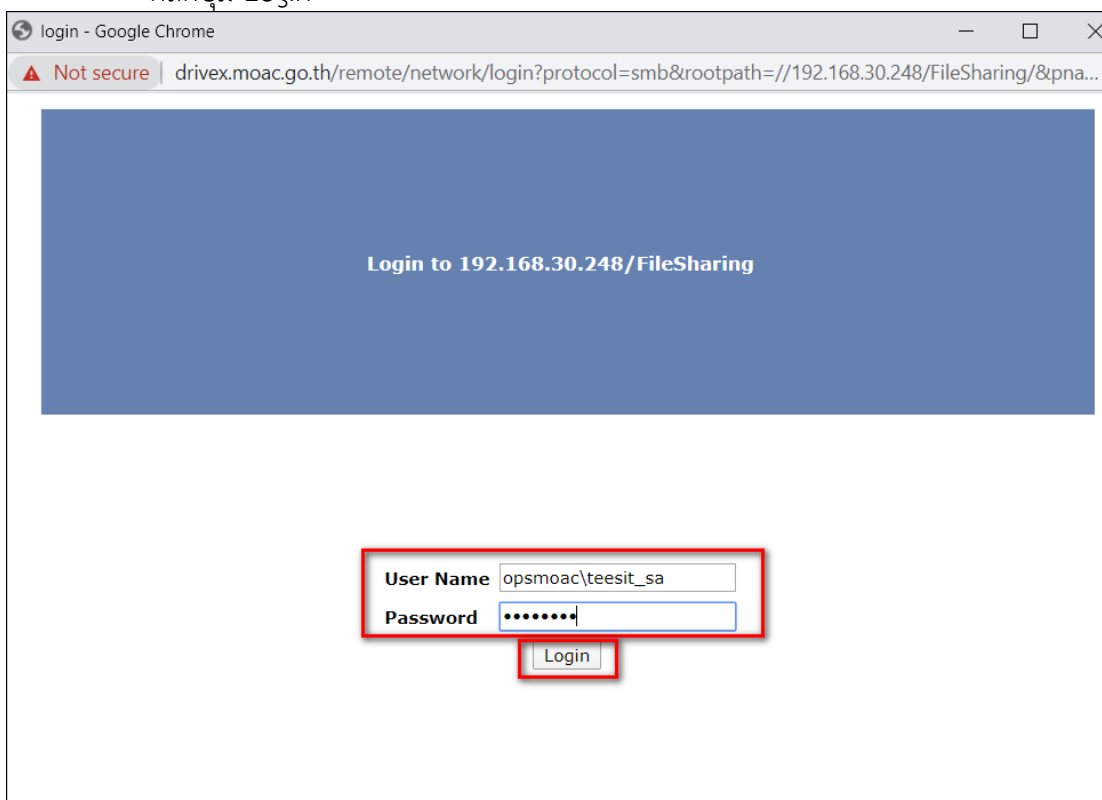 Login
login - Google Chrome
Not secure | drivex.moac.go.th/remote/network/login?protocol=smb&rootpath=//192.168.30.248/FileSharing/&pna...
Login to 192.168.30.248/FileSharing
User Name opsmoac\teesit_sa
Password ••••••••
Login